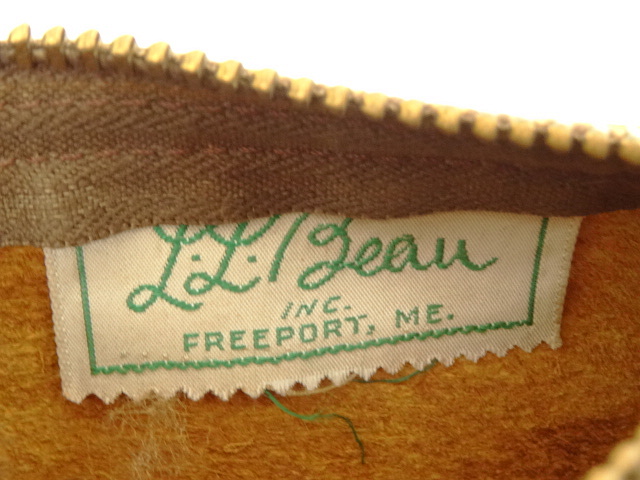 L.L. Bean
INC.
FREEPORT, ME.